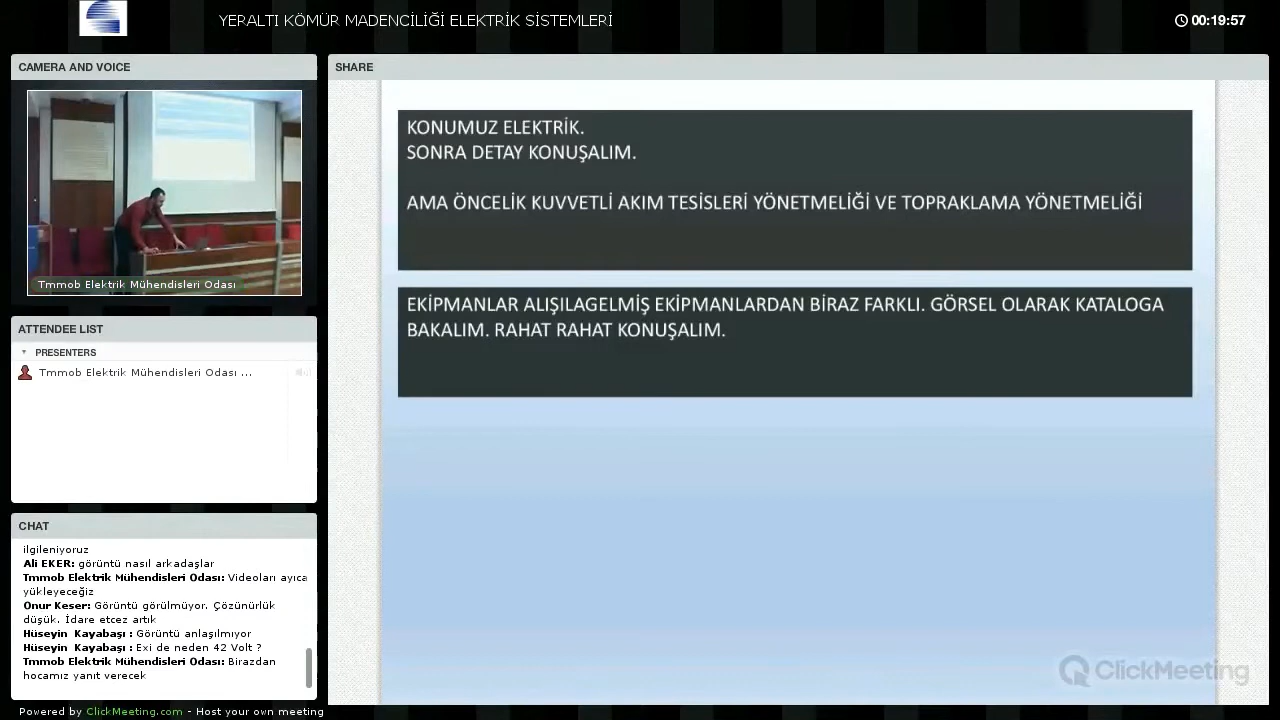 YERALTI KÖMÜR MADENCİLİĞİ ELEKTRİK SİSTEMLERİ
00:19:57
CAMERA AND VOICE
Tmmob Elektrik Mühendisleri Odası
ATTENDEE LIST
PRESENTERS
Tmmob Elektrik Mühendisleri Odası ...
CHAT
ilgileniyoruz
Ali EKER: görüntü nasıl arkadaşlar
Tmmob Elektrik Mühendisleri Odası: Videoları ayıca
yükleyeceğiz
Onur Keser: Görüntü görülmüyor. Çözünürlük
düşük. İdare etcez artık
Hüseyin Kayabaşı : Görüntü anlaşılmıyor
Hüseyin Kayabaşı : Exi de neden 42 Volt ?
Tmmob Elektrik Mühendisleri Odası: Birazdan
hocamız yanıt verecek
SHARE
KONUMUZ ELEKTRİK.
SONRA DETAY KONUŞALIM.
AMA ÖNCELİK KUVVETLİ AKIM TESİSLERİ YÖNETMELİĞİ VE TOPRAKLAMA YÖNETMELİĞİ
EKİPMANLAR ALIŞILAGELMİŞ EKİPMANLARDAN BİRAZ FARKLI. GÖRSEL OLARAK KATALOGA
BAKALIM. RAHAT RAHAT KONUŞALIM.
ClickMeeting
Powered by ClickMeeting.com - Host your own meeting